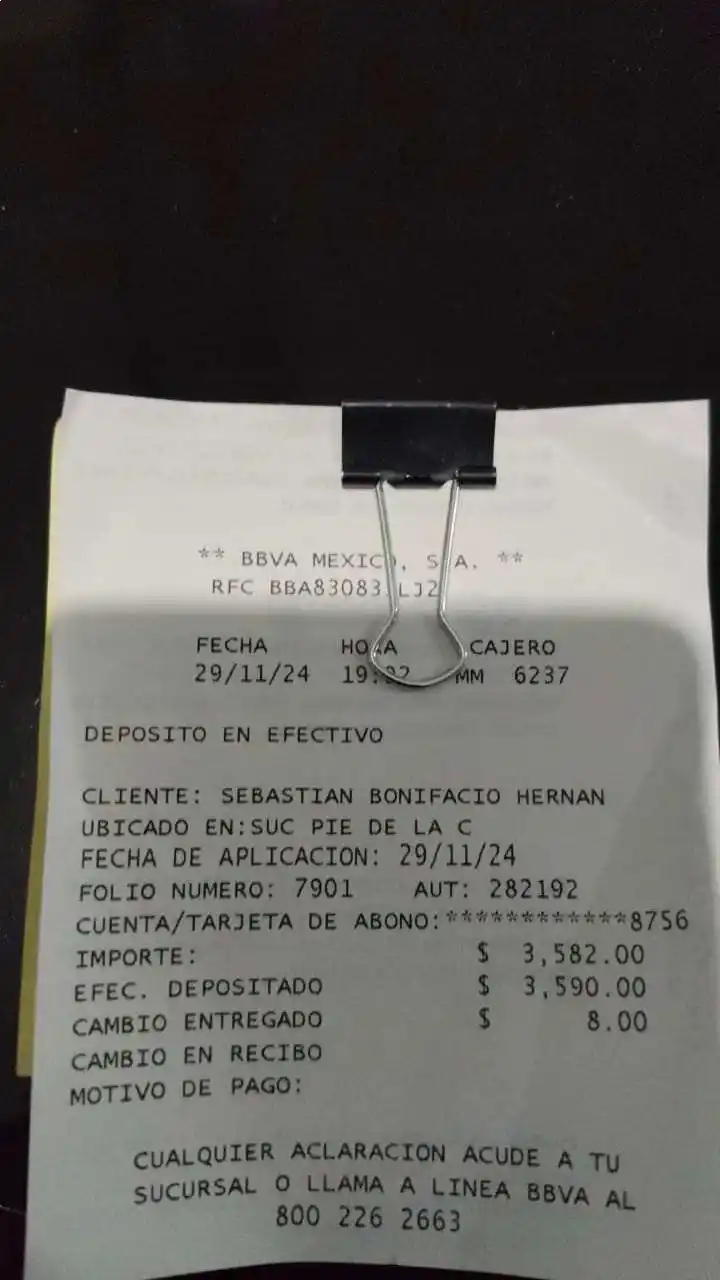 ** BBVA MEXICO, S.A. **
RFC BBA83083 LJ2
FECHA HORA CAJERO
29/11/24 19: MM 6237
DEPOSITO EN EFECTIVO
CLIENTE: SEBASTIAN BONIFACIO HERNAN
UBICADO EN:SUC PIE DE LA C
FECHA DE APLICACION: 29/11/24
FOLIO NUMERO: 7901 AUT: 282192
CUENTA/TARJETA DE ABONO:************8756
IMPORTE: $ 3,582.00
EFEC. DEPOSITADO $ 3,590.00
CAMBIO ENTREGADO $ 8.00
CAMBIO EN RECIBO
MOTIVO DE PAGO:
CUALQUIER ACLARACION ACUDE A TU
SUCURSAL O LLAMA A LINEA BBVA AL
800 226 2663